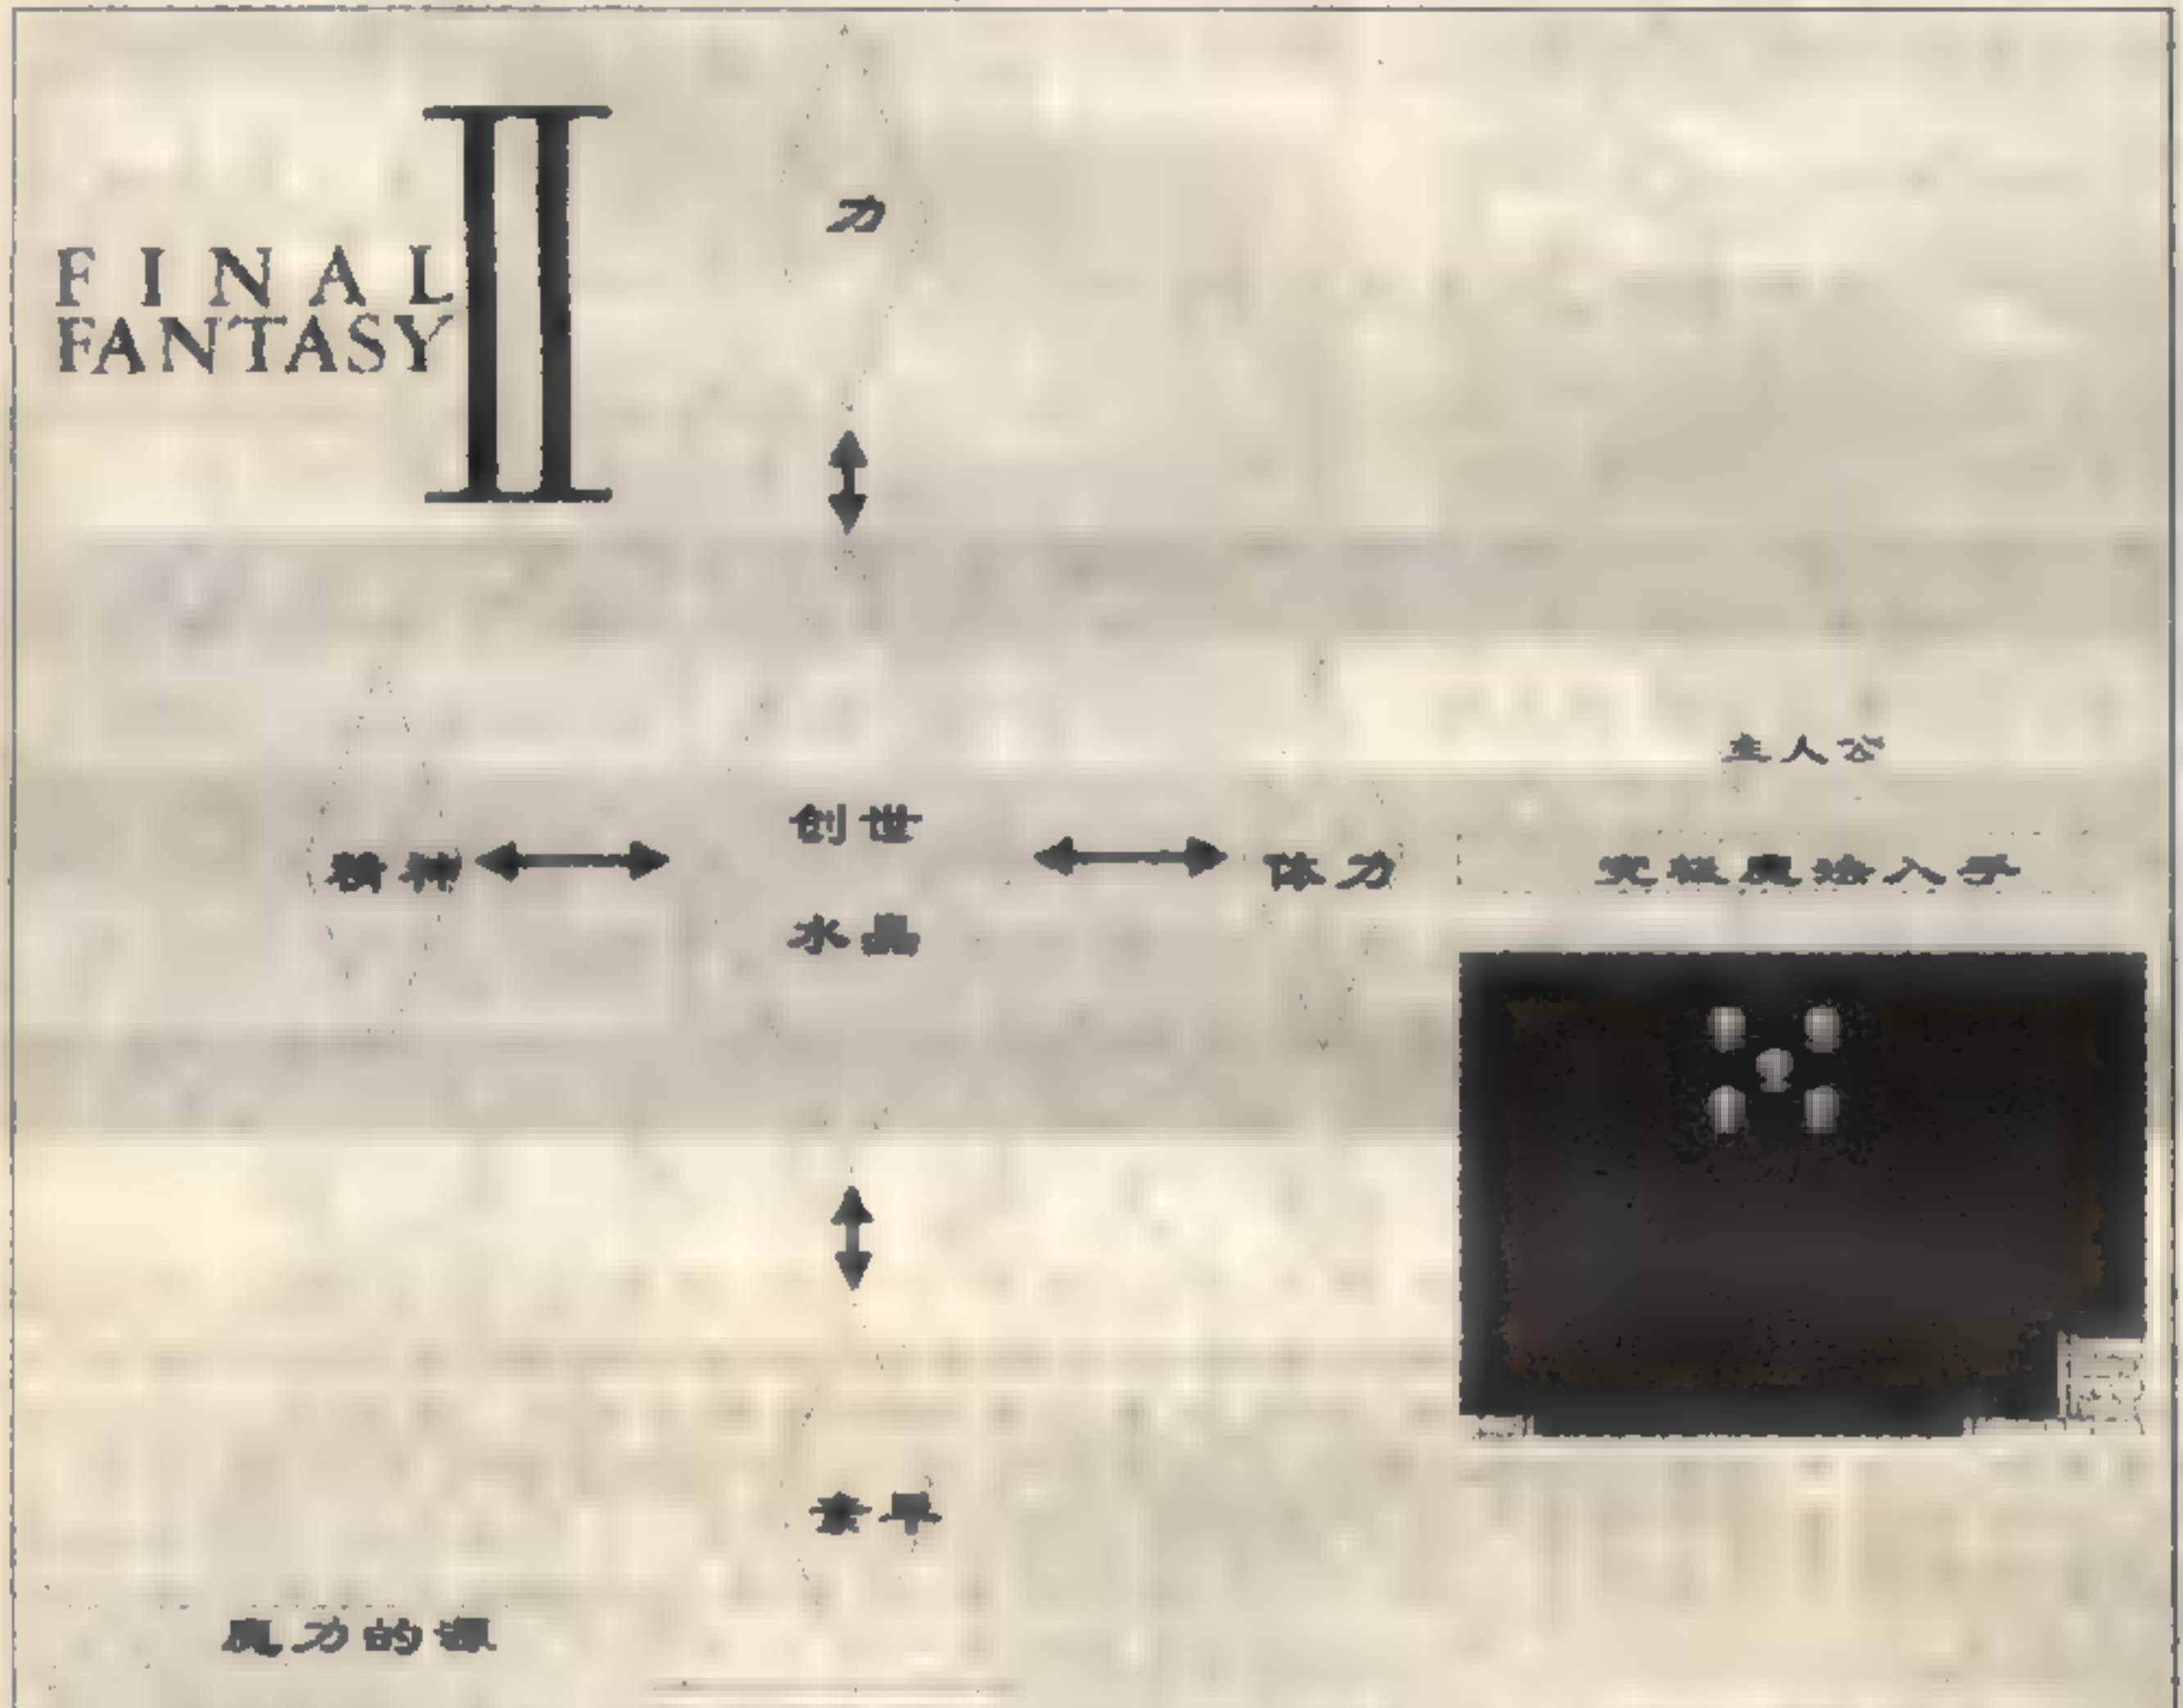 FINAL
FANTASY II
力
主人公
创世
精神
体力
水晶
究极魔法入手
素早
魔力的源